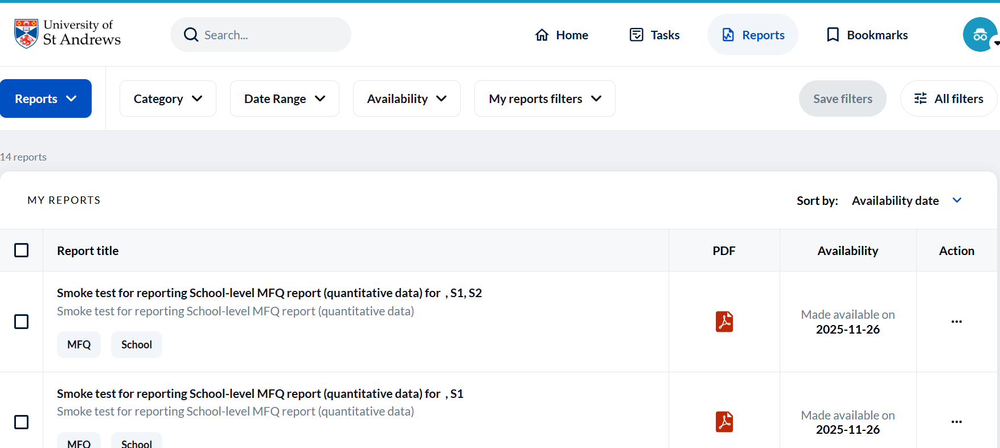 University of
St Andrews
Search...
Home
Tasks
Reports
Bookmarks
Reports
Category
Date Range
Availability
My reports filters
Save filters
All filters
14 reports
MY REPORTS
Sort by: Availability date
Report title
PDF
Availability
Action
Smoke test for reporting School-level MFQ report (quantitative data) for , S1, S2
Smoke test for reporting School-level MFQ report (quantitative data)
MFQ
School
Made available on
2025-11-26
Smoke test for reporting School-level MFQ report (quantitative data) for , S1
Smoke test for reporting School-level MFQ report (quantitative data)
MFQ
School
Made available on
2025-11-26